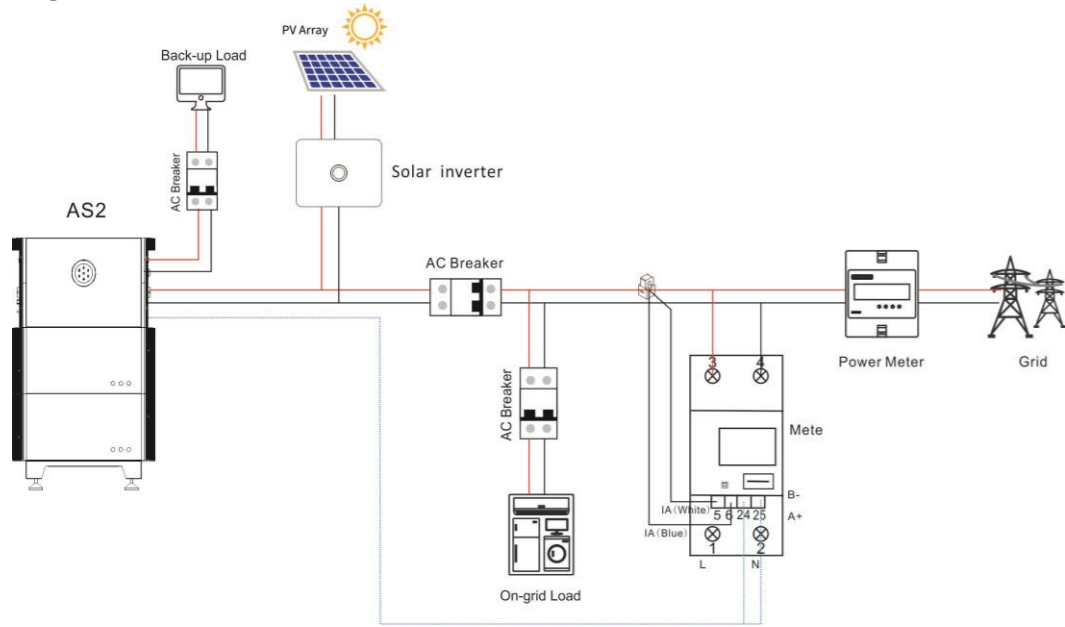 PV Array
Back-up Load
Solar inverter
AC Breaker
AS2
AC Breaker
Power Meter
Grid
3 4
AC Breaker
Mete
B-
IA(White)
5 6 24 25
A+
IA(Blue)
1 2
L N
On-grid Load